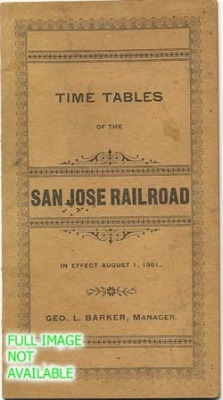 TIME TABLES
OF THE
SAN JOSE RAILROAD
IN EFFECT AUGUST 1, 1901.
GEO. L. BARKER, MANAGER.
FULL IMAGE
NOT
AVAILABLE